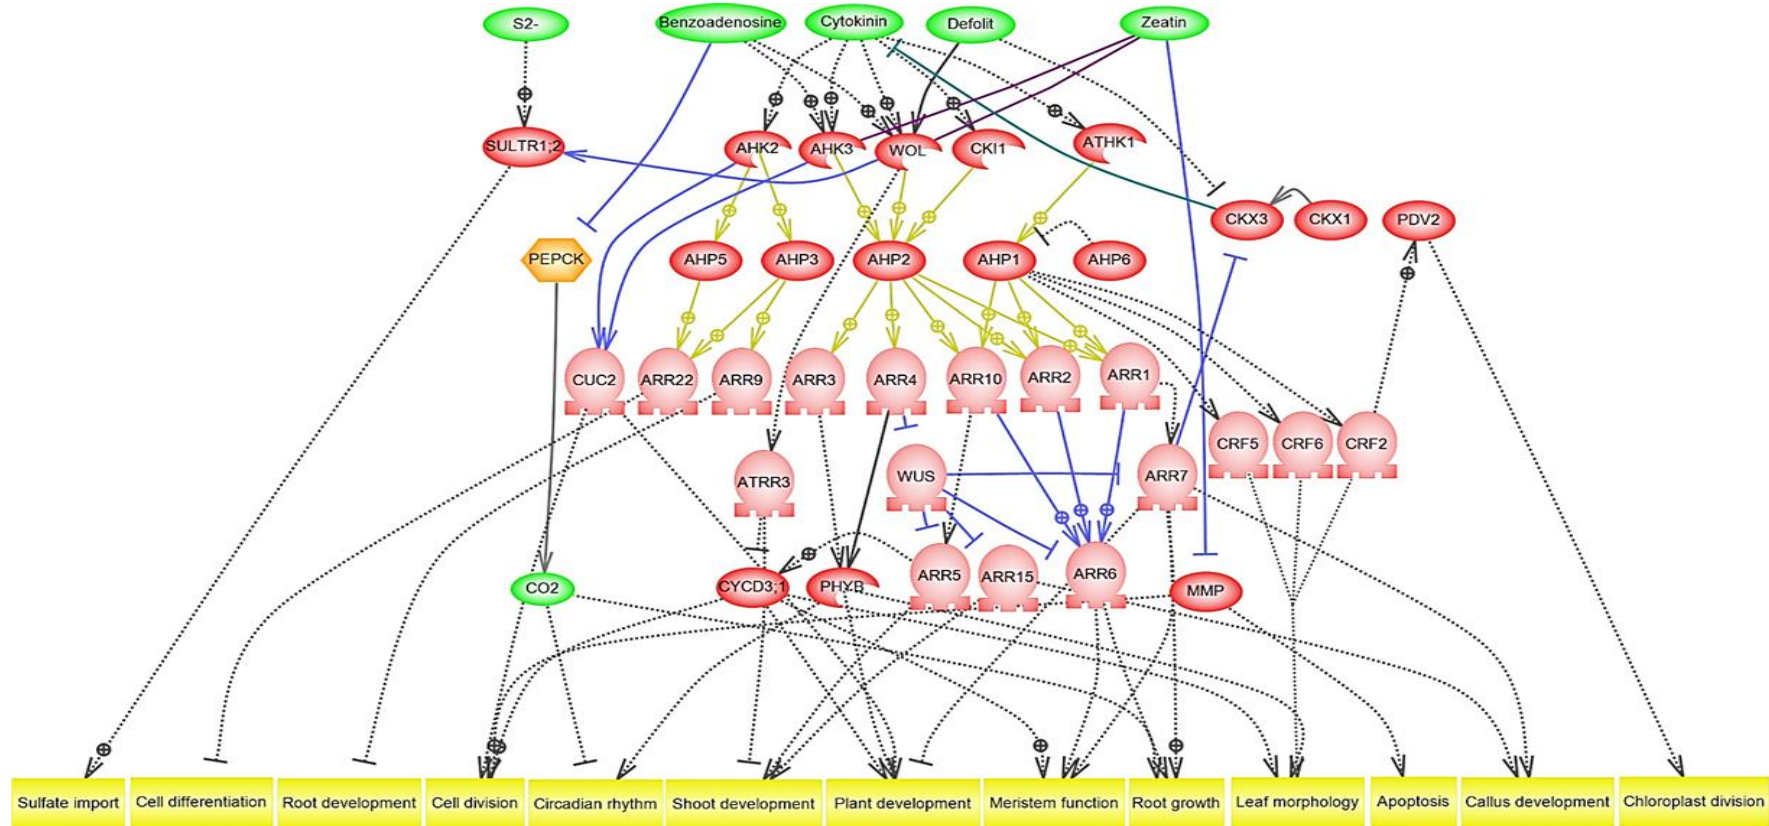 S2-
Benzoadenosine
Cytokinin
Defolit
Zeatin
SULTR1;2
AHK2
AHK3
WOL
CKI1
ATHK1
CKX3
CKX1
PDV2
PEPCK
AHP5
AHP3
AHP2
AHP1
AHP6
CUC2
ARR22
ARR9
ARR3
ARR4
ARR10
ARR2
ARR1
CRF5
CRF6
CRF2
ATRR3
WUS
ARR7
CO2
CYCD3;1
PHYB
ARR5
ARR15
ARR6
MMP
Sulfate import
Cell differentiation
Root development
Cell division
Circadian rhythm
Shoot development
Plant development
Meristem function
Root growth
Leaf morphology
Apoptosis
Callus development
Chloroplast division